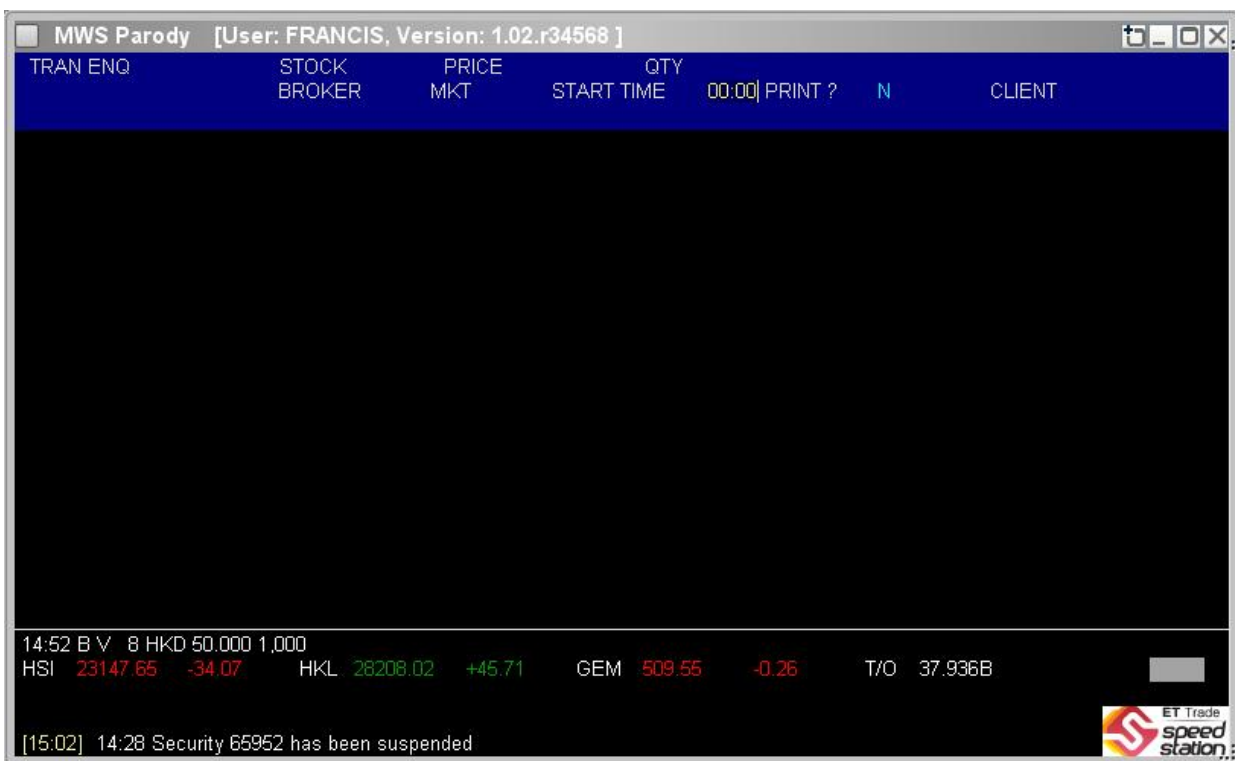 MWS Parody [User: FRANCIS, Version: 1.02.r34568 ]
TRAN ENQ STOCK PRICE QTY
BROKER MKT START TIME 00:00 PRINT ? N CLIENT
14:52 B V 8 HKD 50.000 1,000
HSI 23147.65 -34.07 HKL 28208.02 +45.71 GEM 509.55 -0.26 T/O 37.936B
[15:02] 14:28 Security 65952 has been suspended
ET Trade
speed
station